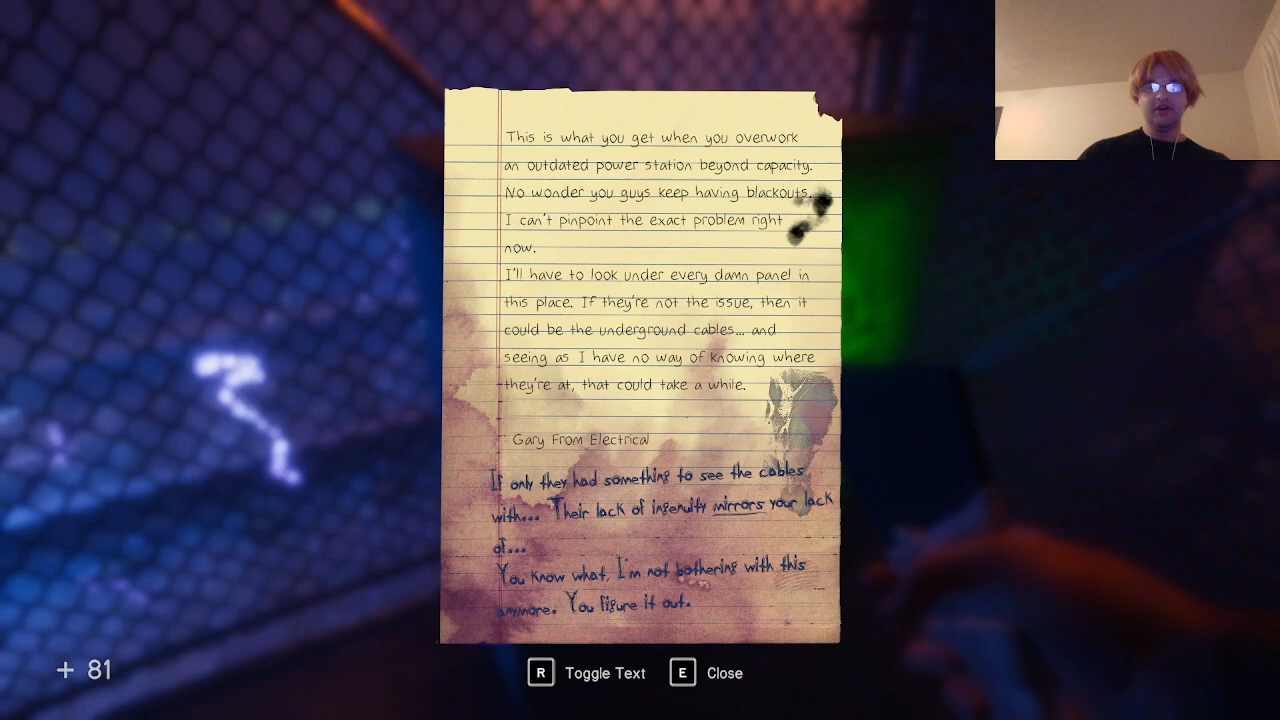 This is what you get when you overwork
an outdated power station beyond capacity.
No wonder you guys keep having blackouts.
I can't pinpoint the exact problem right
now.
I'll have to look under every damn panel in
this place. If they're not the issue, then it
could be the underground cables... and
seeing as I have no way of knowing where
they're at, that could take a while.
Gary From Electrical
If only they had something to see the cables
with... Their lack of ingenuity mirrors your lack
of...
You know what, I'm not bothering with this
anymore. You figure it out.
+ 81
R Toggle Text E Close